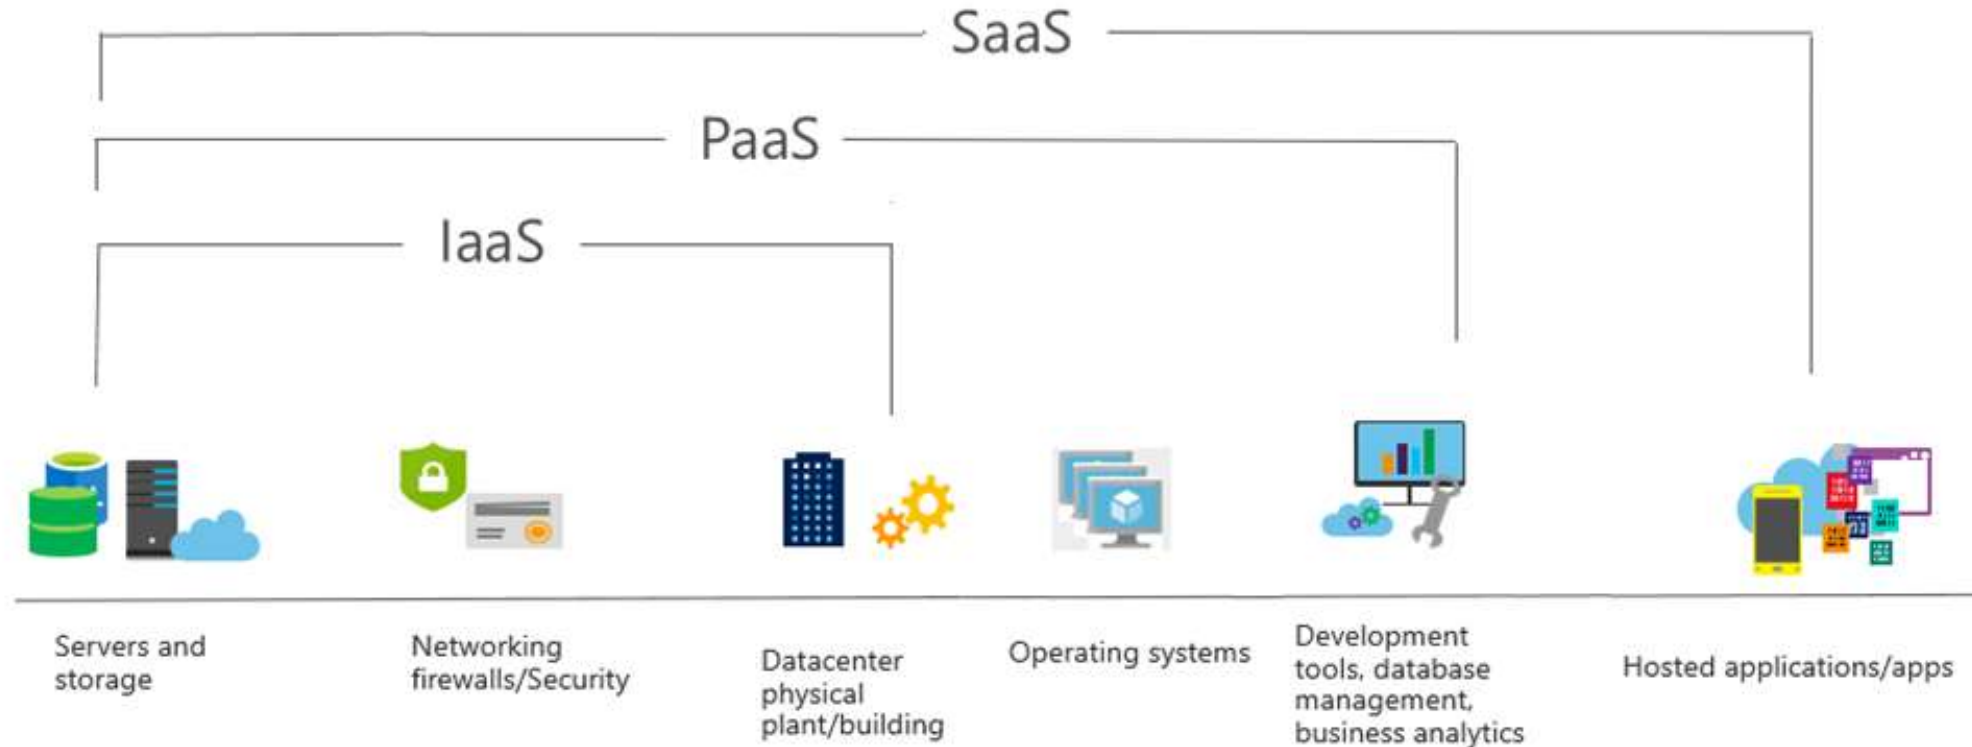 SaaS
PaaS
IaaS
Servers and
storage
Networking
firewalls/Security
Datacenter
physical
plant/building
Operating systems
Development
tools, database
management,
business analytics
Hosted applications/apps